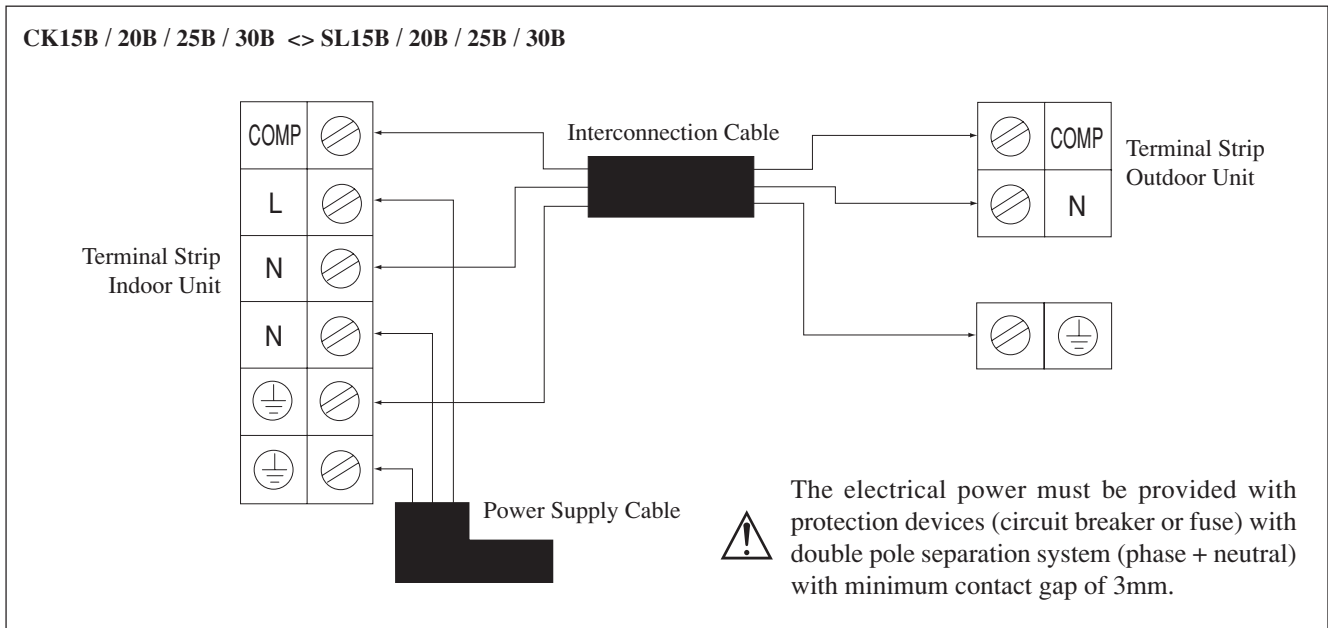 CK15B / 20B / 25B / 30B <> SL15B / 20B / 25B / 30B
Interconnection Cable
COMP
L
N
N
Terminal Strip
Indoor Unit
COMP
N
Terminal Strip
Outdoor Unit
Power Supply Cable
The electrical power must be provided with
protection devices (circuit breaker or fuse) with
double pole separation system (phase + neutral)
with minimum contact gap of 3mm.